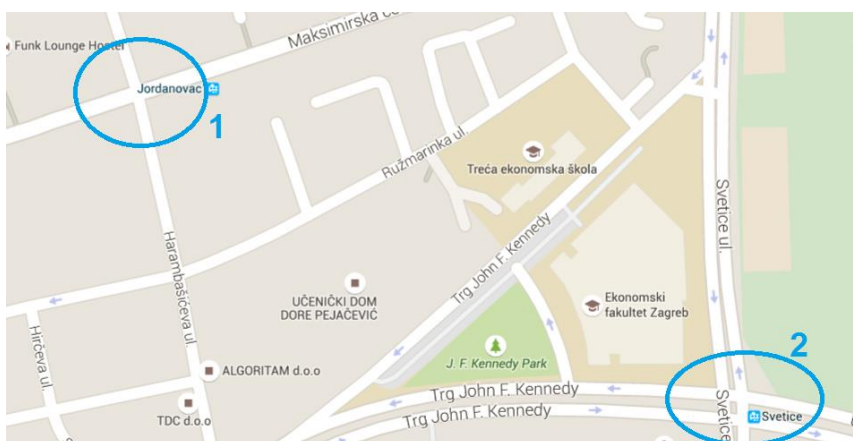 Maksimirska
Funk Lounge Hostel
Jordanovac
1
Ružmarinka ul.
Treća ekonomska škola
Svetice ul.
Harambašićeva ul.
Trg John F. Kennedy
UČENIČKI DOM
DORE PEJAČEVIĆ
Ekonomski
fakultet Zagreb
Hirčeva ul.
2
ALGORITAM d.o.o
J. F. Kennedy Park
Trg John F. Kennedy
TDC d.o.o
Trg John F. Kennedy
Svetice
Svetice